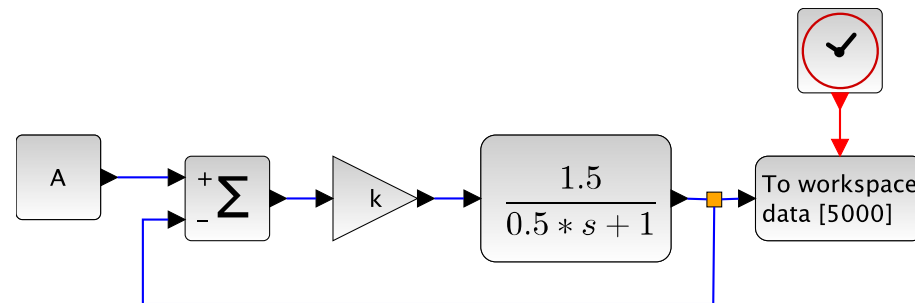 A
+
Σ
−
k
1.5
0.5 * s + 1
To workspace
data [5000]